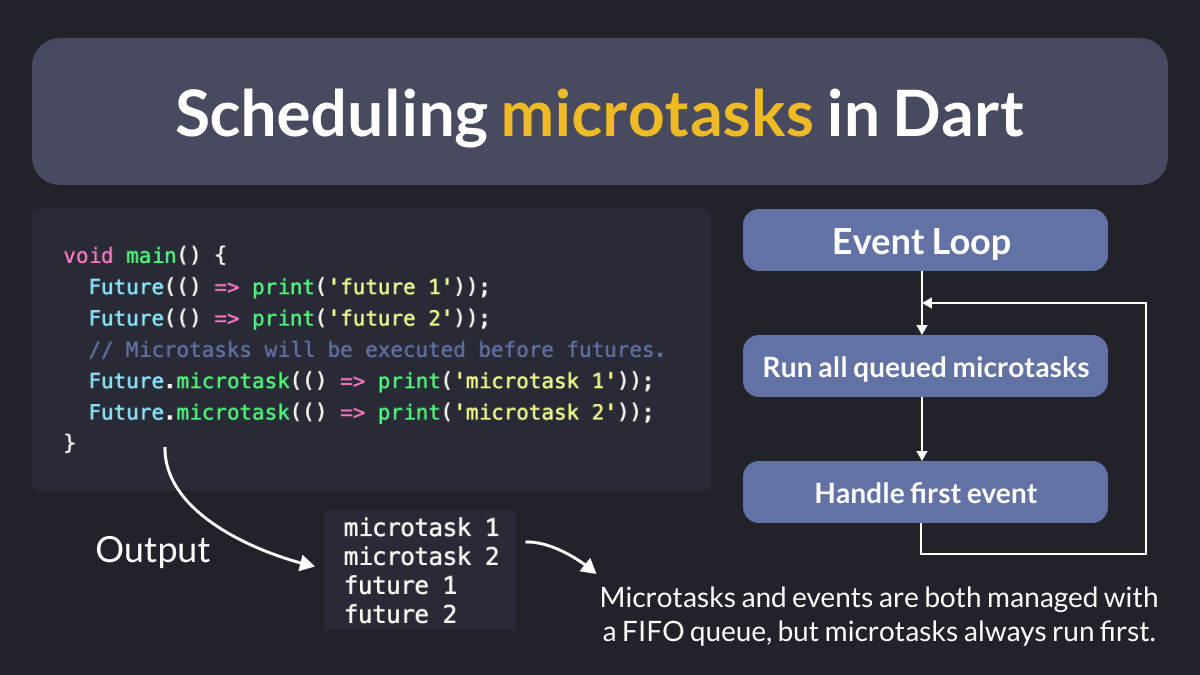 Scheduling microtasks in Dart
void main() {
  Future(() => print('future 1'));
  Future(() => print('future 2'));
  // Microtasks will be executed before futures.
  Future.microtask(() => print('microtask 1'));
  Future.microtask(() => print('microtask 2'));
}
Output
microtask 1
microtask 2
future 1
future 2
Event Loop
Run all queued microtasks
Handle first event
Microtasks and events are both managed with
a FIFO queue, but microtasks always run first.